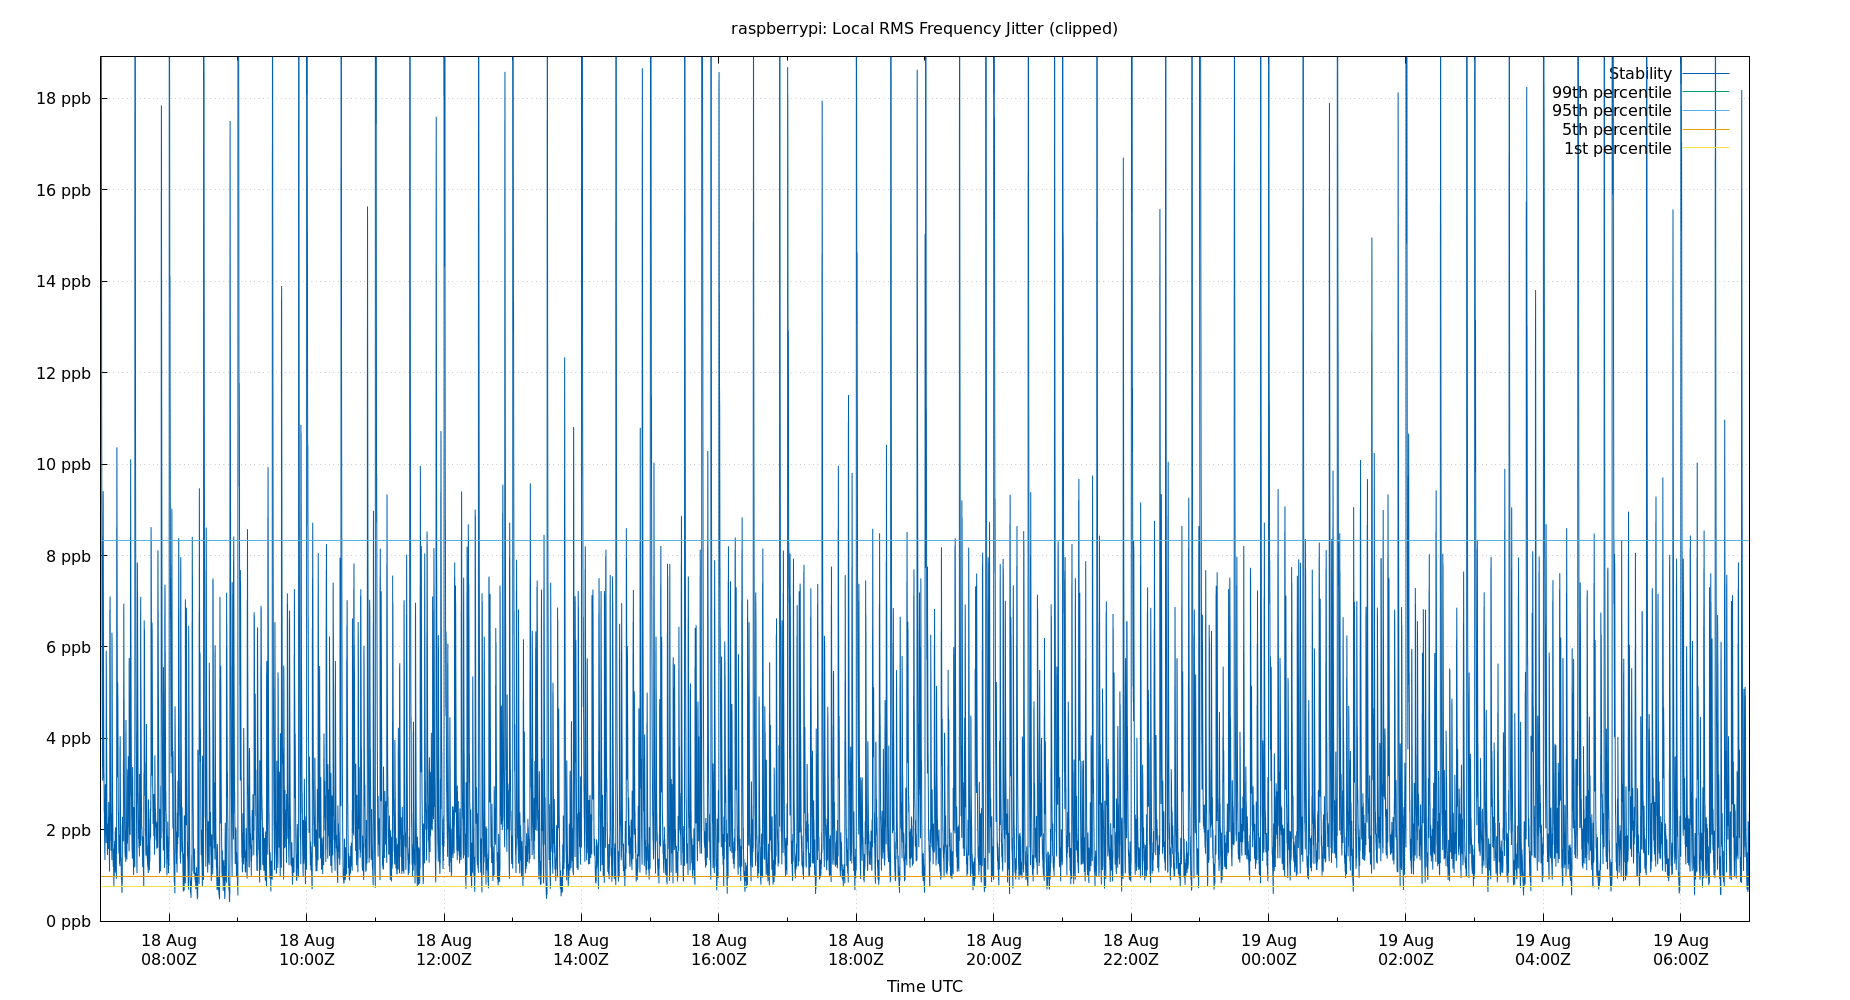 raspberrypi: Local RMS Frequency Jitter (clipped)
Stability
99th percentile
95th percentile
5th percentile
1st percentile
18 ppb
16 ppb
14 ppb
12 ppb
10 ppb
8 ppb
6 ppb
4 ppb
2 ppb
0 ppb
18 Aug 18 Aug 18 Aug 18 Aug 18 Aug 18 Aug 18 Aug 18 Aug 19 Aug 19 Aug 19 Aug 19 Aug
08:00Z 10:00Z 12:00Z 14:00Z 16:00Z 18:00Z 20:00Z 22:00Z 00:00Z 02:00Z 04:00Z 06:00Z
Time UTC